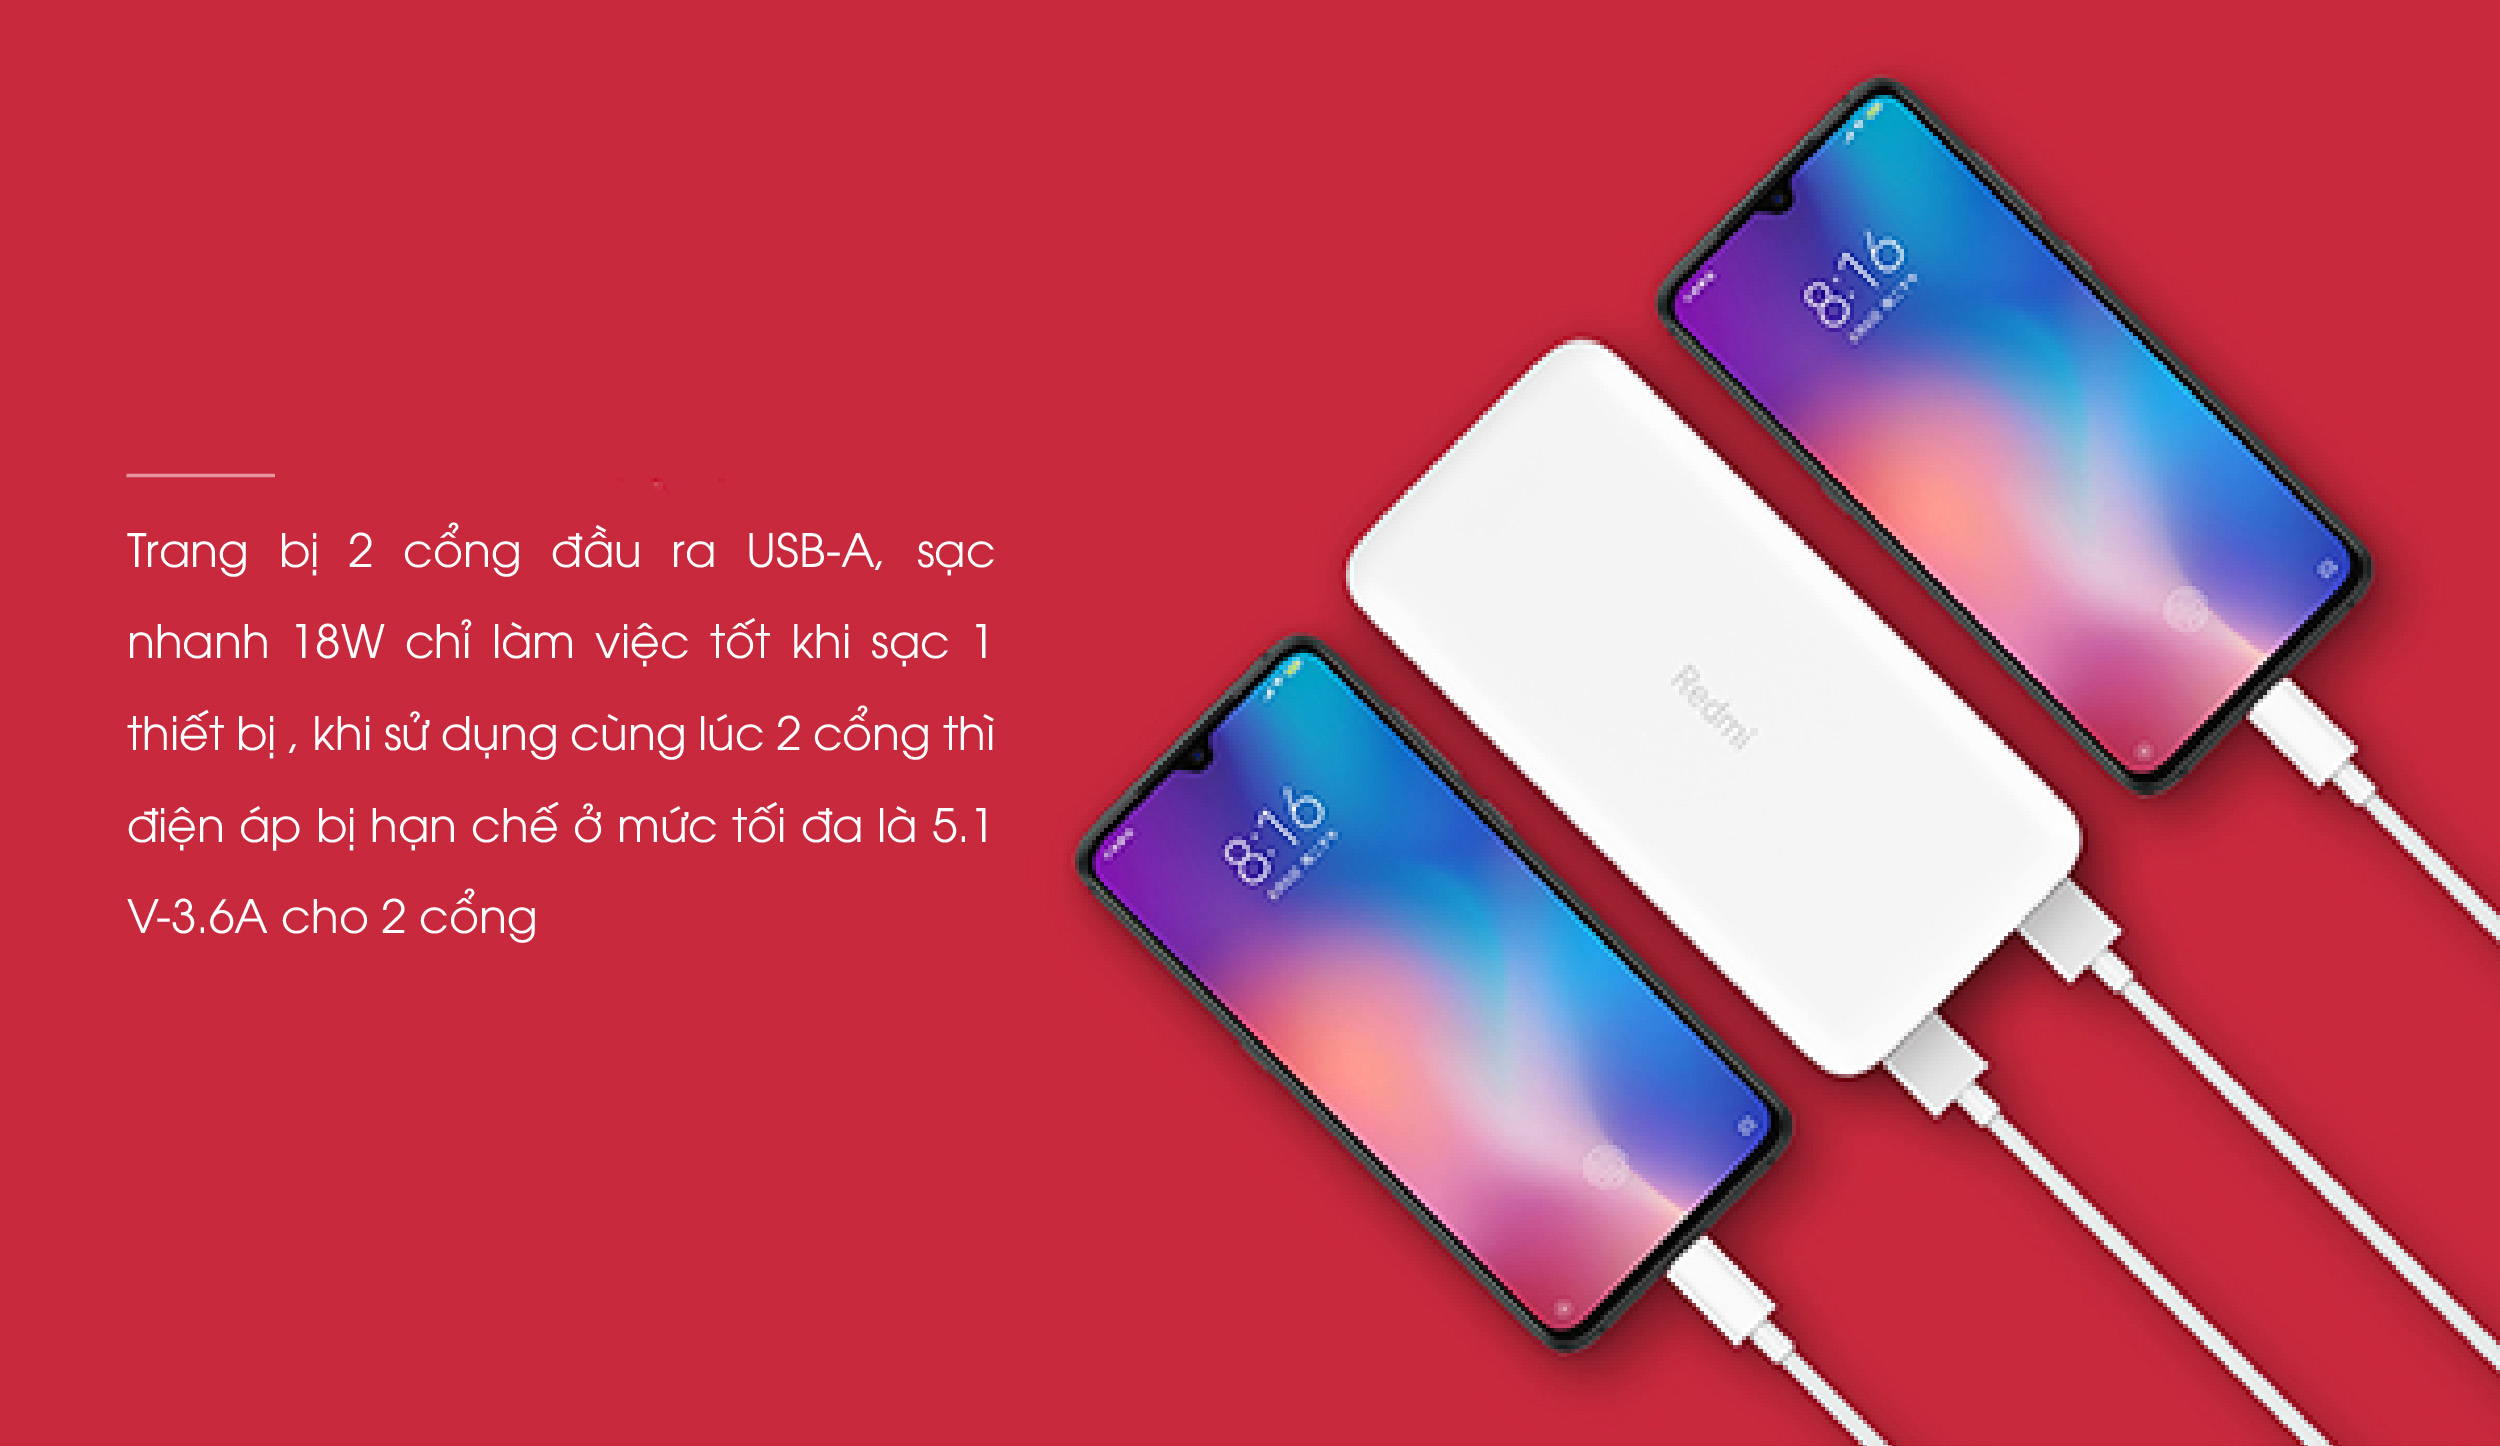 Trang bị 2 cổng đầu ra USB-A, sạc
nhanh 18W chỉ làm việc tốt khi sạc 1
thiết bị , khi sử dụng cùng lúc 2 cổng thì
điện áp bị hạn chế ở mức tối đa là 5.1
V-3.6A cho 2 cổng
8:16
Redmi
8:16